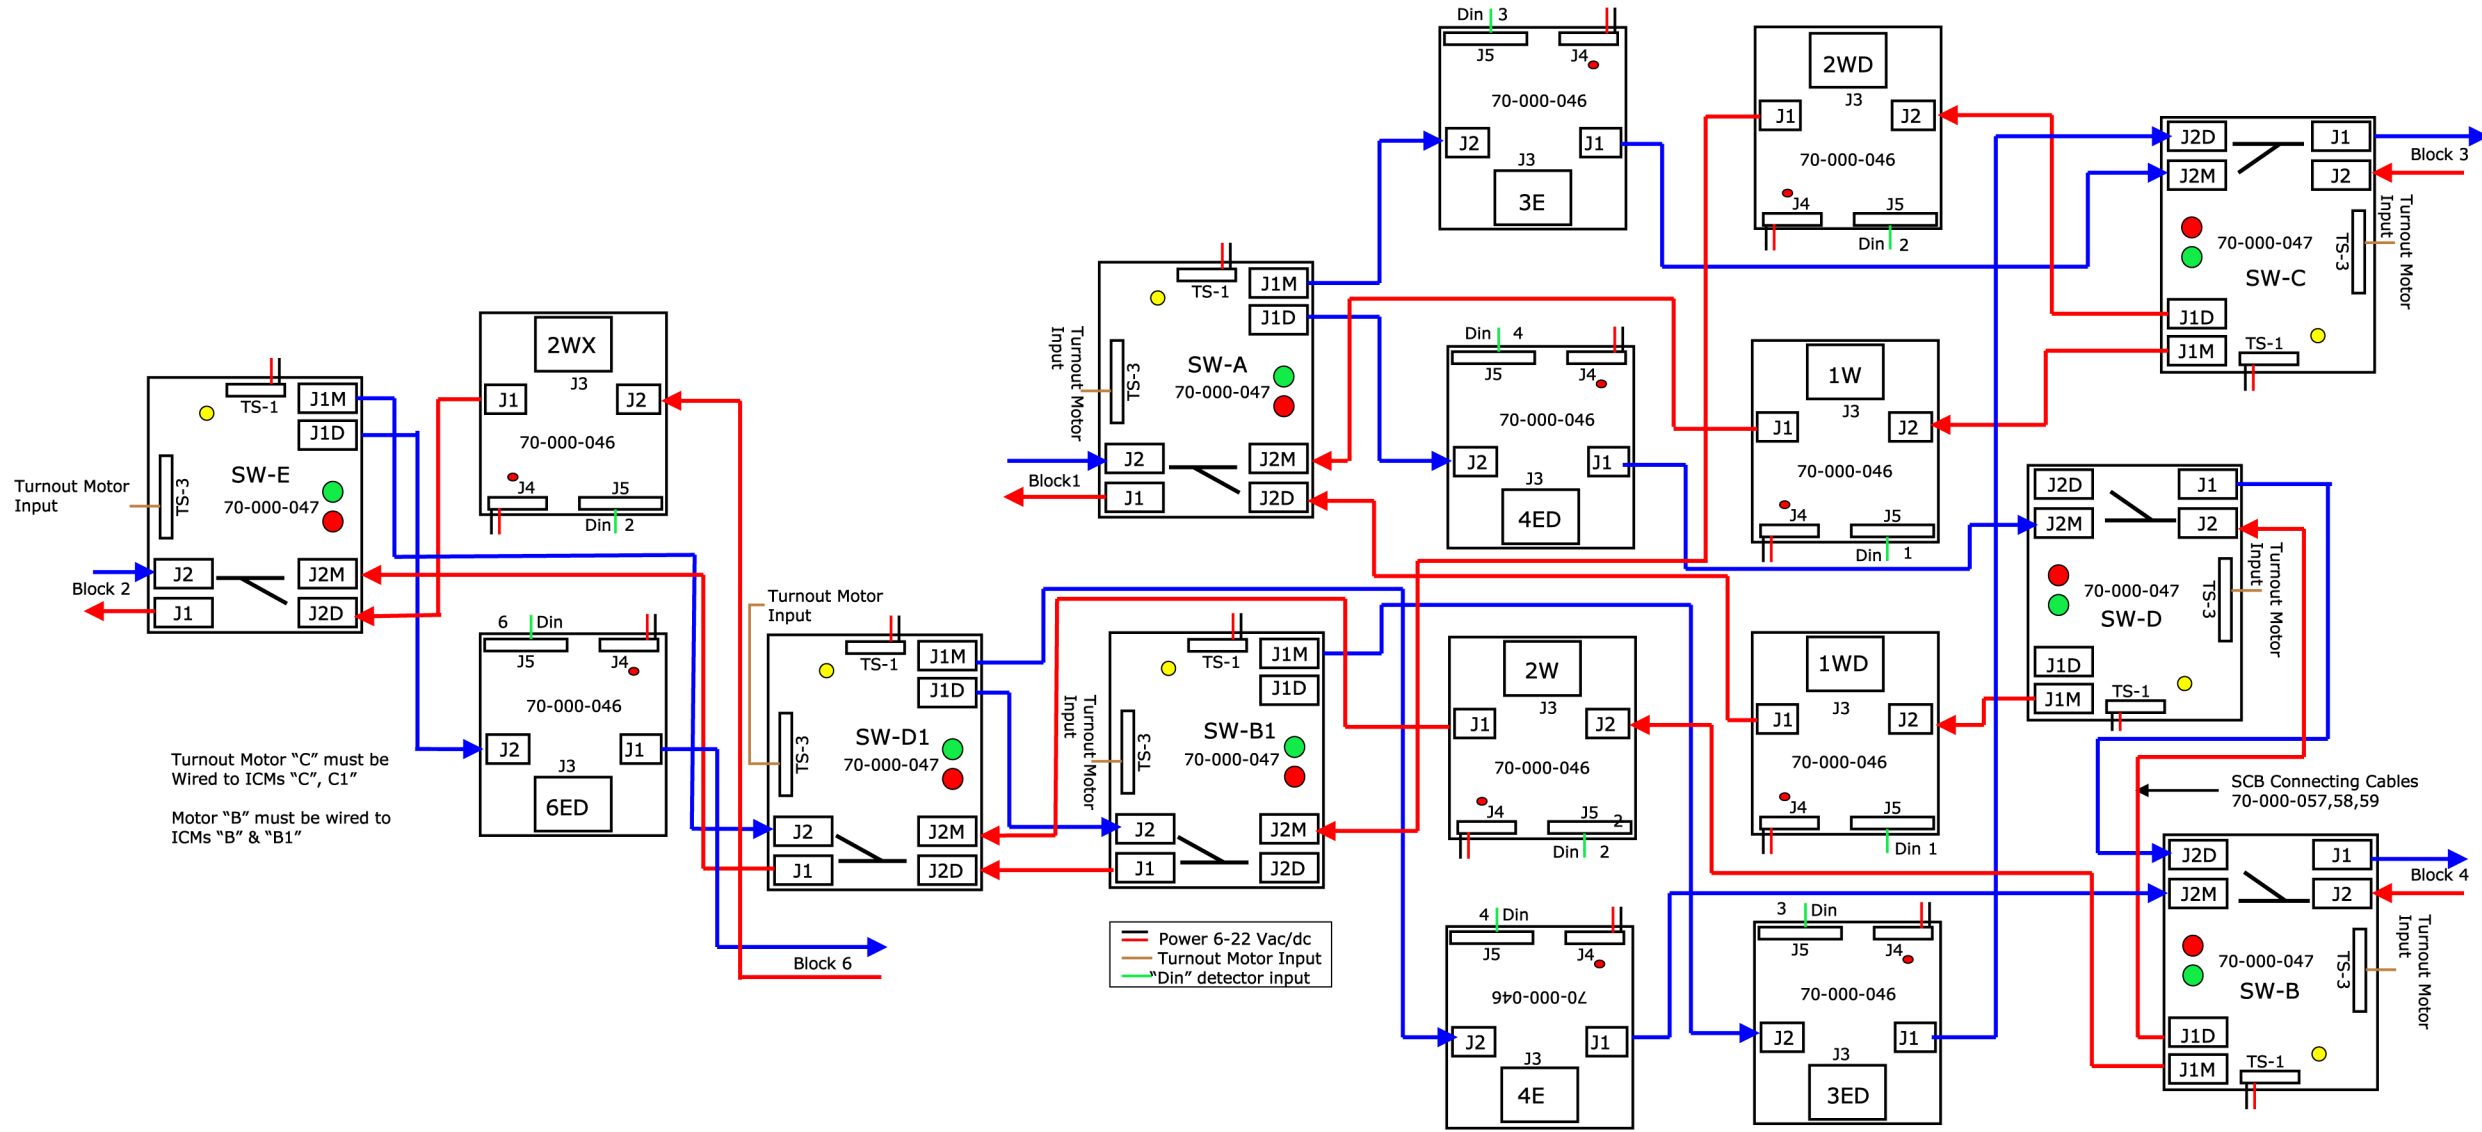 Din 3
J5
J4
70-000-046
J2
J1
J3
3E
2WD
J3
J1
J2
70-000-046
J4
J5
Din 2
J2D
J1
Block 3
J2M
J2
Turnout Motor
Input
70-000-047
TS-3
SW-C
J1D
TS-1
J1M
TS-1
J1M
J1D
Turnout Motor
Input
TS-3
SW-A
70-000-047
J2
J2M
Block1
J1
J2D
Din 4
J5
J4
70-000-046
J2
J1
J3
4ED
1W
J3
J1
J2
70-000-046
J4
J5
Din 1
2WX
J3
J1
J2
70-000-046
J4
J5
Din 2
J1M
TS-1
J1D
SW-E
Turnout Motor
Input
TS-3
70-000-047
J2
J2M
Block 2
J1
J2D
6 Din
J5
J4
70-000-046
J2
J1
J3
6ED
Block 6
Turnout Motor "C" must be
Wired to ICMs "C", C1"
Motor "B" must be wired to
ICMs "B" & "B1"
Turnout Motor
Input
TS-1
J1M
J1D
SW-D1
TS-3
70-000-047
J2
J2M
J1
J2D
TS-1
J1M
J1D
Turnout Motor
Input
TS-3
SW-B1
70-000-047
J2
J2M
J1
J2D
Power 6-22 Vac/dc
Turnout Motor Input
"Din" detector input
2W
J3
J1
J2
70-000-046
J4
J5
2
Din 2
1WD
J3
J1
J2
70-000-046
J4
J5
Din 1
J2D
J1
J2M
J2
Turnout Motor
Input
70-000-047
TS-3
SW-D
J1D
J1M
TS-1
SCB Connecting Cables
70-000-057,58,59
4 Din
J5
J4
70-000-046
J2
J1
J3
4E
3 Din
J5
J4
70-000-046
J2
J1
J3
3ED
J2D
J1
Block 4
J2M
J2
Turnout Motor
Input
70-000-047
TS-3
SW-B
J1D
TS-1
J1M